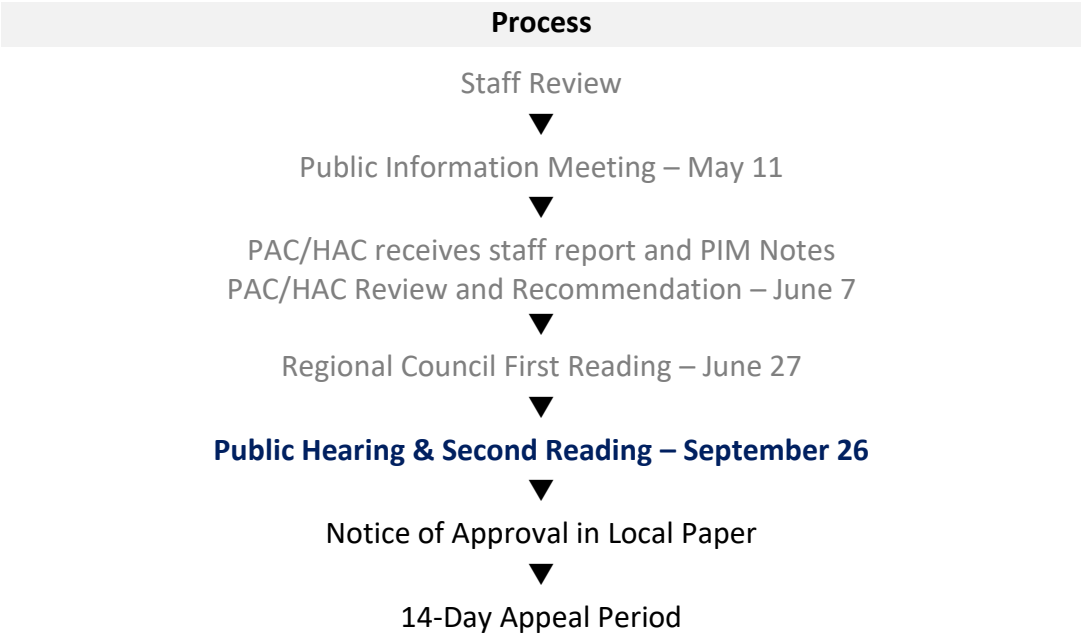 Process
Staff Review
Public Information Meeting – May 11
PAC/HAC receives staff report and PIM Notes
PAC/HAC Review and Recommendation – June 7
Regional Council First Reading – June 27
Public Hearing & Second Reading – September 26
Notice of Approval in Local Paper
14-Day Appeal Period